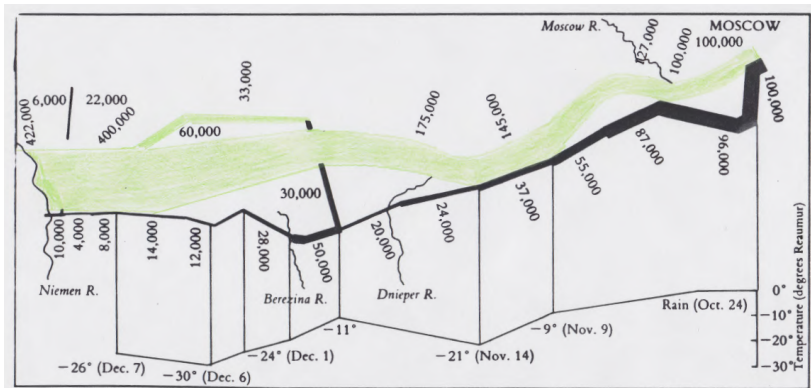 Moscow R.
MOSCOW
127,000
100,000
100,000
6,000
22,000
33,000
422,000
400,000
60,000
175,000
145,000
100,000
96,000
87,000
55,000
37,000
24,000
20,000
30,000
50,000
28,000
12,000
14,000
8,000
4,000
10,000
Niemen R.
Berezina R.
Dnieper R.
0°
Rain (Oct. 24)
−10°
−20°
−30°
Temperature (degrees Reaumur)
−9° (Nov. 9)
−11°
−21° (Nov. 14)
−24° (Dec. 1)
−26° (Dec. 7)
−30° (Dec. 6)